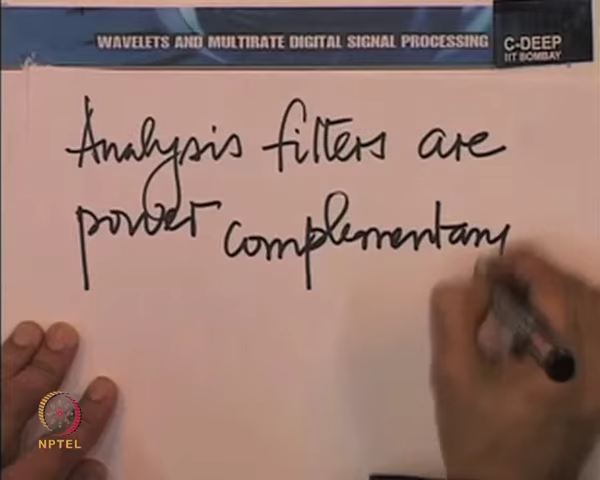 WAVELETS AND MULTIRATE DIGITAL SIGNAL PROCESSING
C-DEEP
IIT BOMBAY
Analysis filters are
power complementary
NPTEL